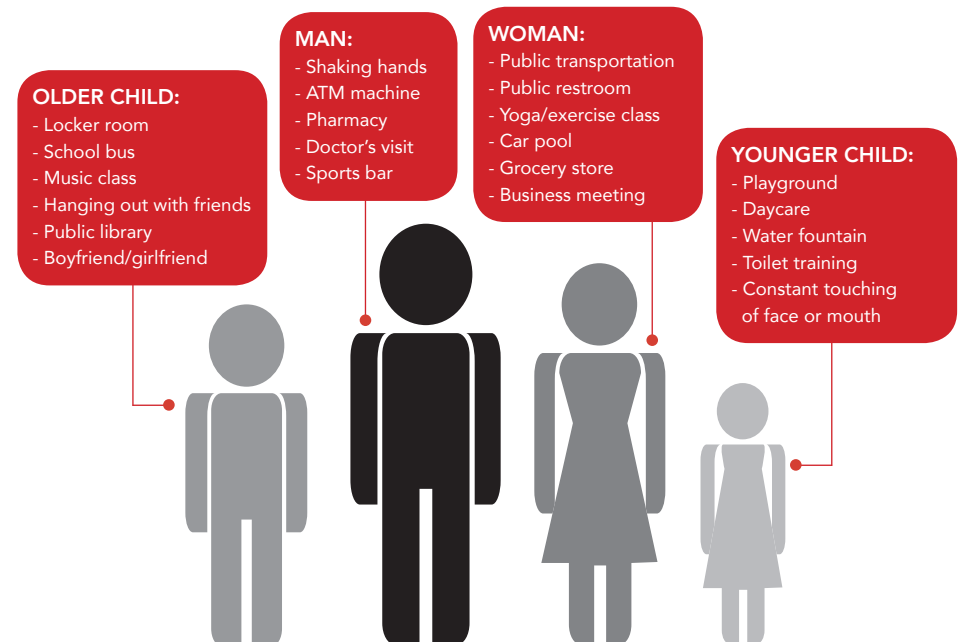 OLDER CHILD:
- Locker room
- School bus
- Music class
- Hanging out with friends
- Public library
- Boyfriend/girlfriend
MAN:
- Shaking hands
- ATM machine
- Pharmacy
- Doctor’s visit
- Sports bar
WOMAN:
- Public transportation
- Public restroom
- Yoga/exercise class
- Car pool
- Grocery store
- Business meeting
YOUNGER CHILD:
- Playground
- Daycare
- Water fountain
- Toilet training
- Constant touching
of face or mouth